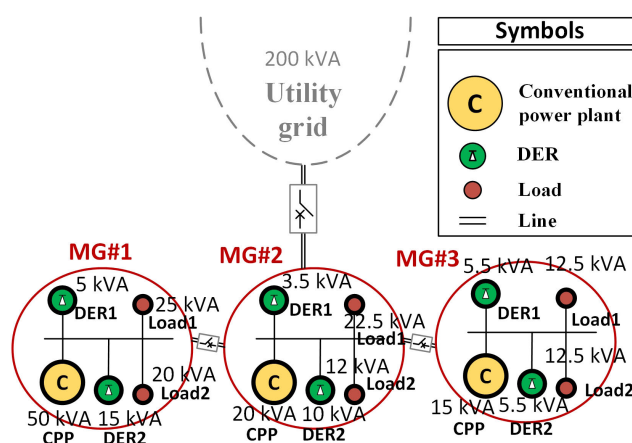 200 kVA
Utility
grid
Symbols
C
Conventional
power plant
DER
Load
Line
MG#1
5 kVA
DER1
25 kVA
Load1
C
20 kVA
Load2
50 kVA
15 kVA
CPP
DER2
MG#2
3.5 kVA
DER1
22.5 kVA
Load1
C
12 kVA
Load2
20 kVA
10 kVA
CPP
DER2
MG#3
5.5 kVA
12.5 kVA
DER1
Load1
C
12.5 kVA
Load2
15 kVA
5.5 kVA
CPP
DER2